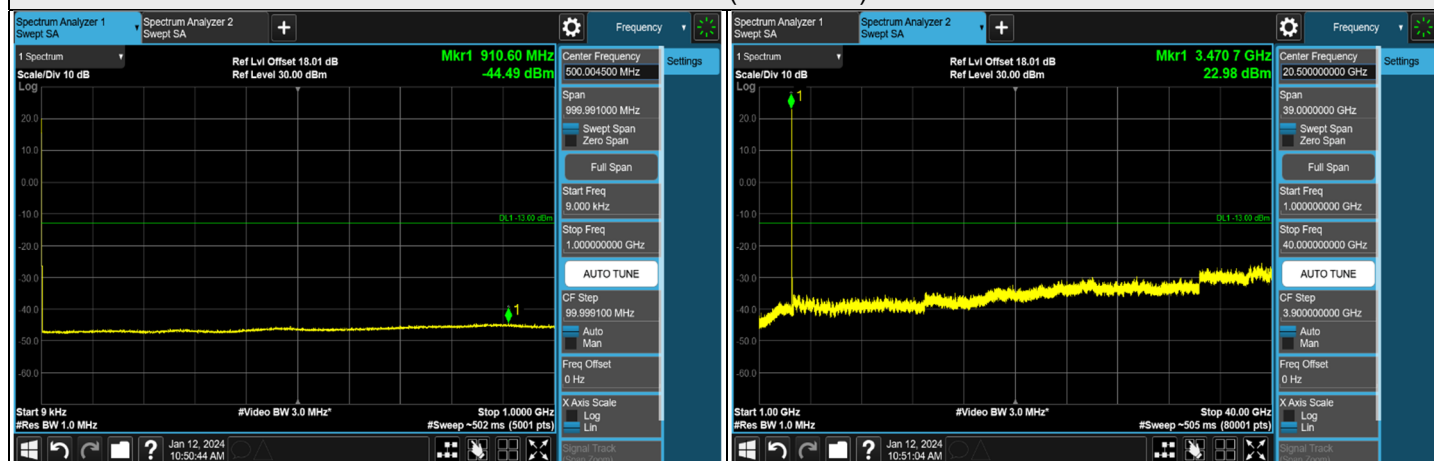 Spectrum Analyzer 1
Swept SA
Spectrum Analyzer 2
Swept SA
Frequency
1 Spectrum
Scale/Div 10 dB
Log
Ref Lvl Offset 18.01 dB
Ref Level 30.00 dBm
Mkr1 910.60 MHz
-44.49 dBm
1
20.0
10.0
0.00
-10.0
-20.0
-30.0
-40.0
-50.0
-60.0
DL1 -13.00 dBm
Start 9 kHz
#Res BW 1.0 MHz
#Video BW 3.0 MHz*
Stop 1.0000 GHz
#Sweep ~502 ms (5001 pts)
Center Frequency
500.004500 MHz
Settings
Span
999.991000 MHz
Swept Span
Zero Span
Full Span
Start Freq
9.000 kHz
Stop Freq
1.000000000 GHz
AUTO TUNE
CF Step
99.999100 MHz
Auto
Man
Freq Offset
0 Hz
X Axis Scale
Log
Lin
Signal Track
(Span Zoom)
?
Jan 12, 2024
10:50:44 AM
Spectrum Analyzer 1
Swept SA
Spectrum Analyzer 2
Swept SA
Frequency
1 Spectrum
Scale/Div 10 dB
Log
Ref Lvl Offset 18.01 dB
Ref Level 30.00 dBm
Mkr1 3.470 7 GHz
22.98 dBm
1
20.0
10.0
0.00
-10.0
-20.0
-30.0
-40.0
-50.0
-60.0
DL1 -13.00 dBm
Start 1.00 GHz
#Res BW 1.0 MHz
#Video BW 3.0 MHz*
Stop 40.00 GHz
#Sweep ~505 ms (80001 pts)
Center Frequency
20.500000000 GHz
Settings
Span
39.0000000 GHz
Swept Span
Zero Span
Full Span
Start Freq
1.000000000 GHz
Stop Freq
40.000000000 GHz
AUTO TUNE
CF Step
3.900000000 GHz
Auto
Man
Freq Offset
0 Hz
X Axis Scale
Log
Lin
Signal Track
(Span Zoom)
?
Jan 12, 2024
10:51:04 AM